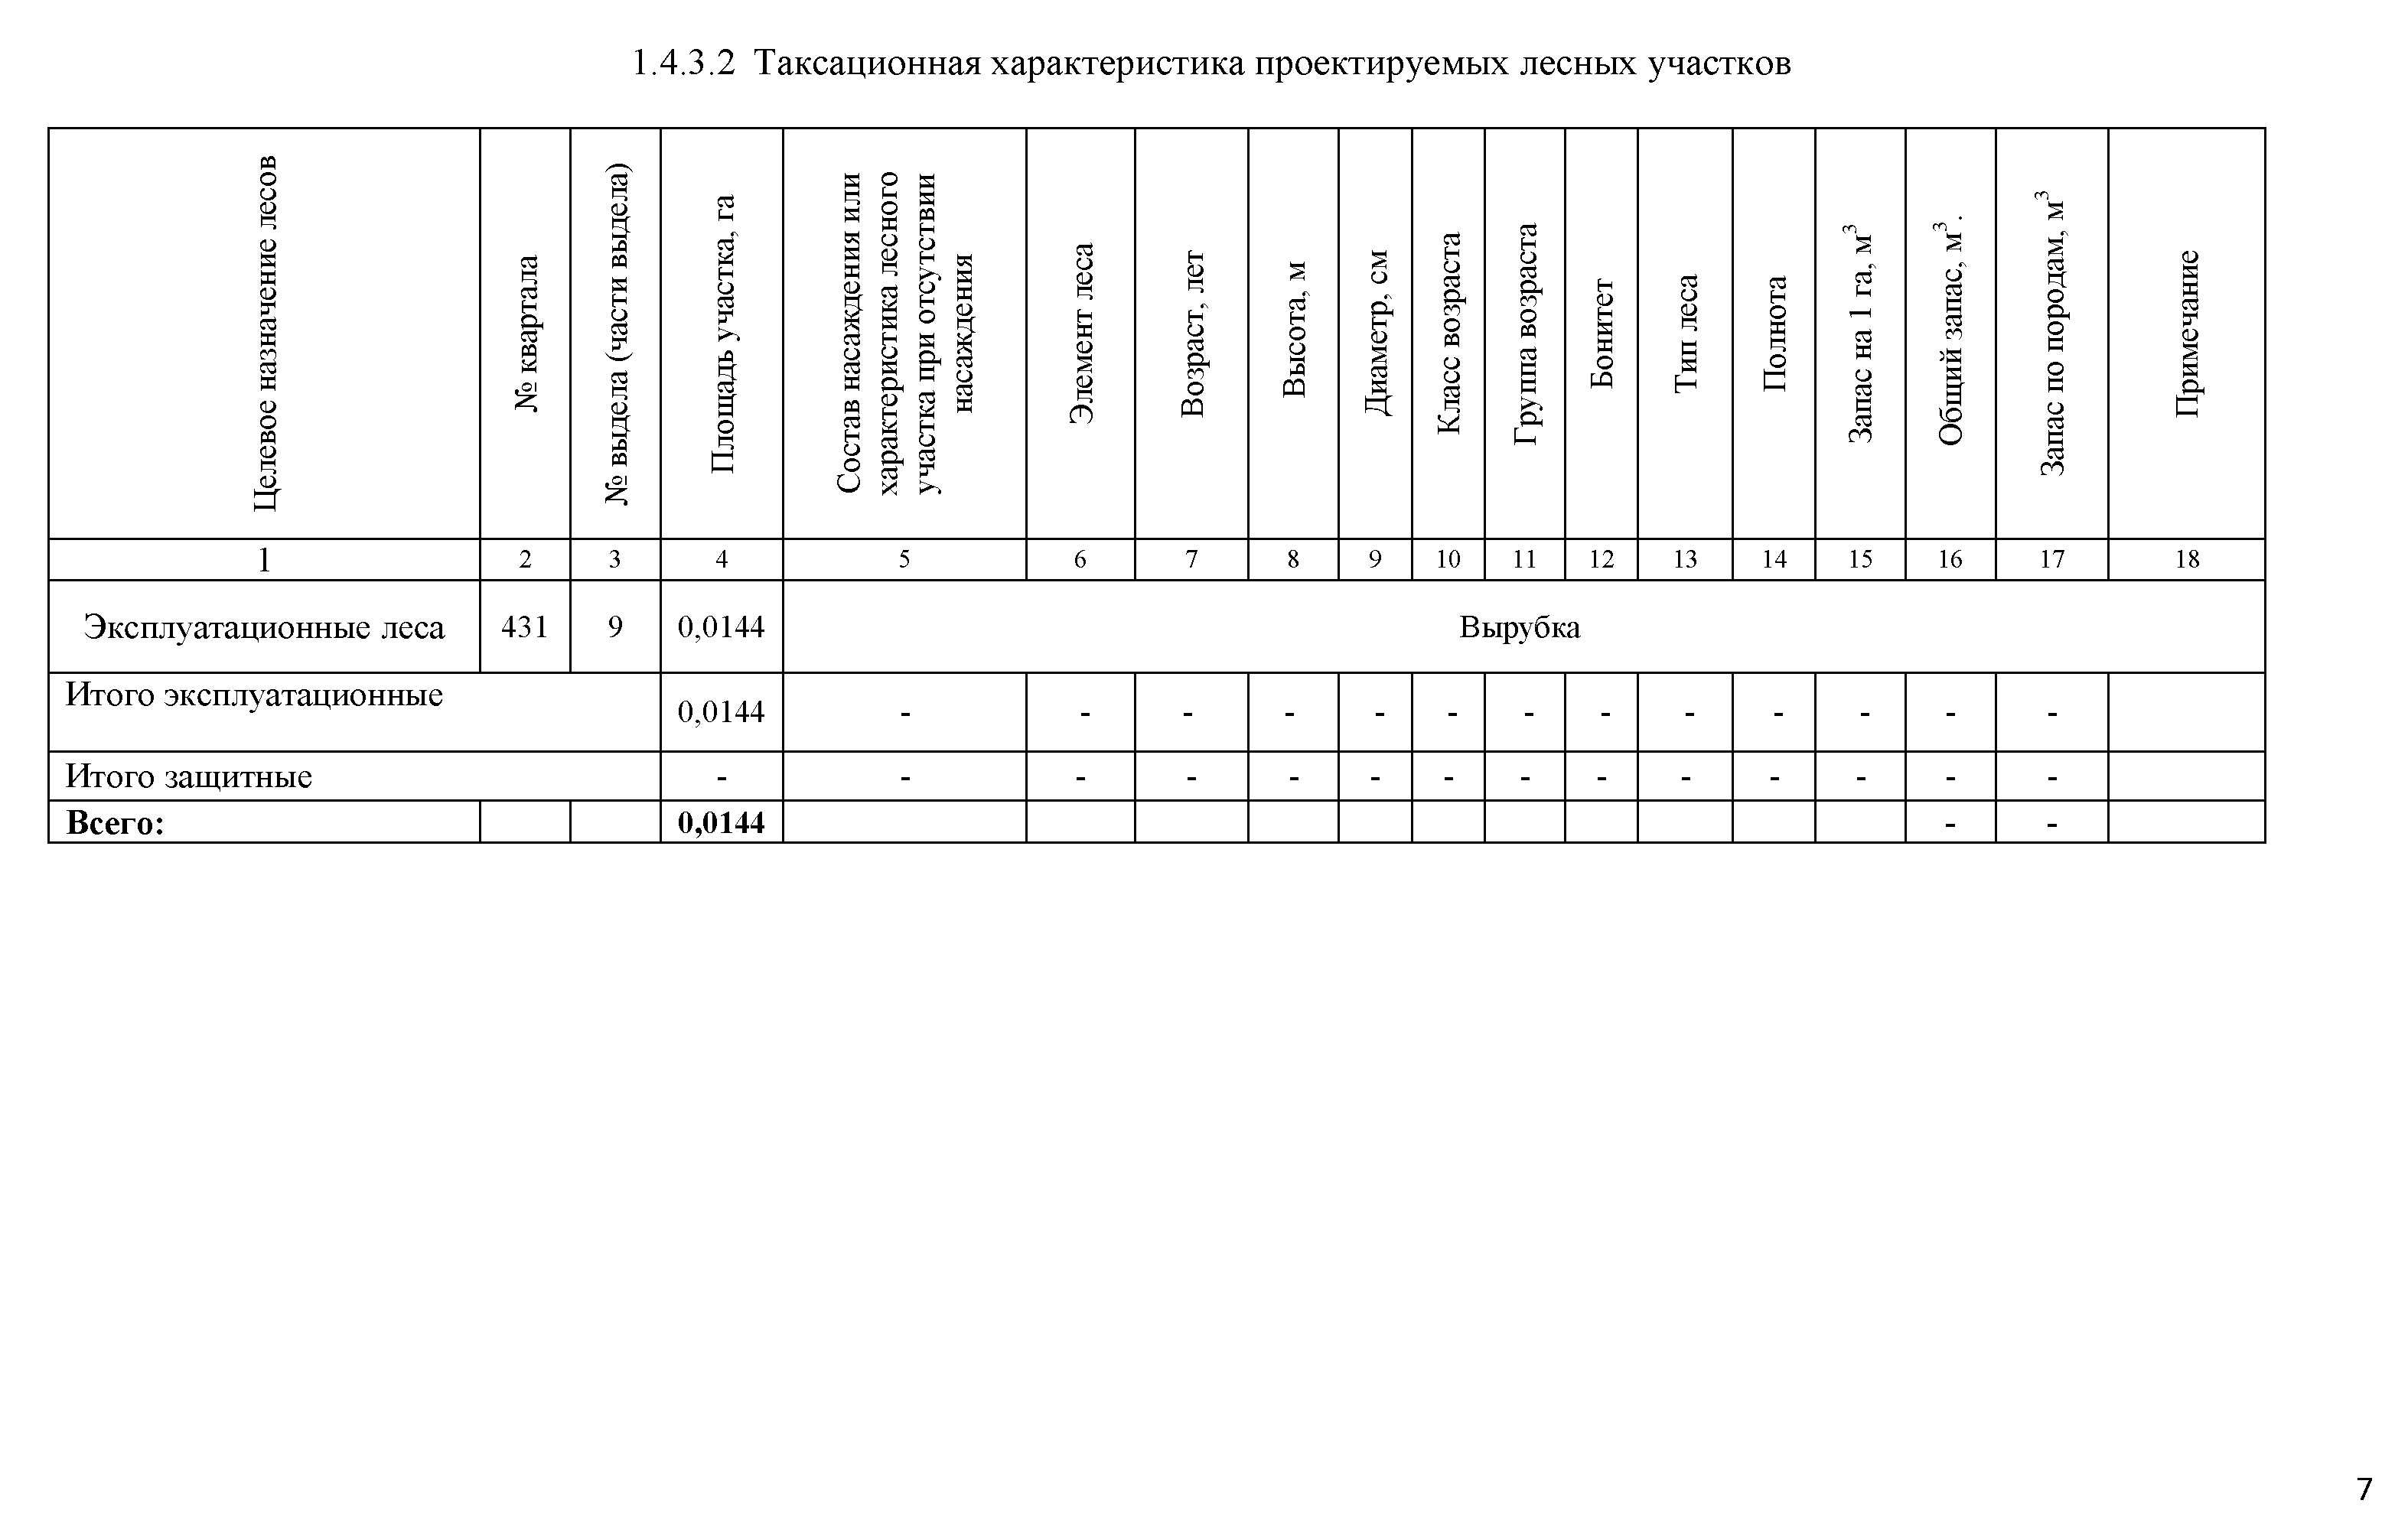 1.4.3.2 Таксационная характеристика проектируемых лесных участков
Целевое назначение лесов
№ квартала
№ выдела (части выдела)
Площадь участка, га
Состав насаждения или
характеристика лесного
участка при отсутствии
насаждения
Элемент леса
Возраст, лет
Высота, м
Диаметр, см
Класс возраста
Группа возраста
Бонитет
Тип леса
Полнота
Запас на 1 га, м³
Общий запас, м³.
Запас по породам, м³
Примечание
1 2 3 4 5 6 7 8 9 10 11 12 13 14 15 16 17 18
Эксплуатационные леса 431 9 0,0144 Вырубка
Итого эксплуатационные 0,0144 - - - - - - - - - - - - -
Итого защитные - - - - - - - - - - - - - -
Всего: 0,0144 - -
7